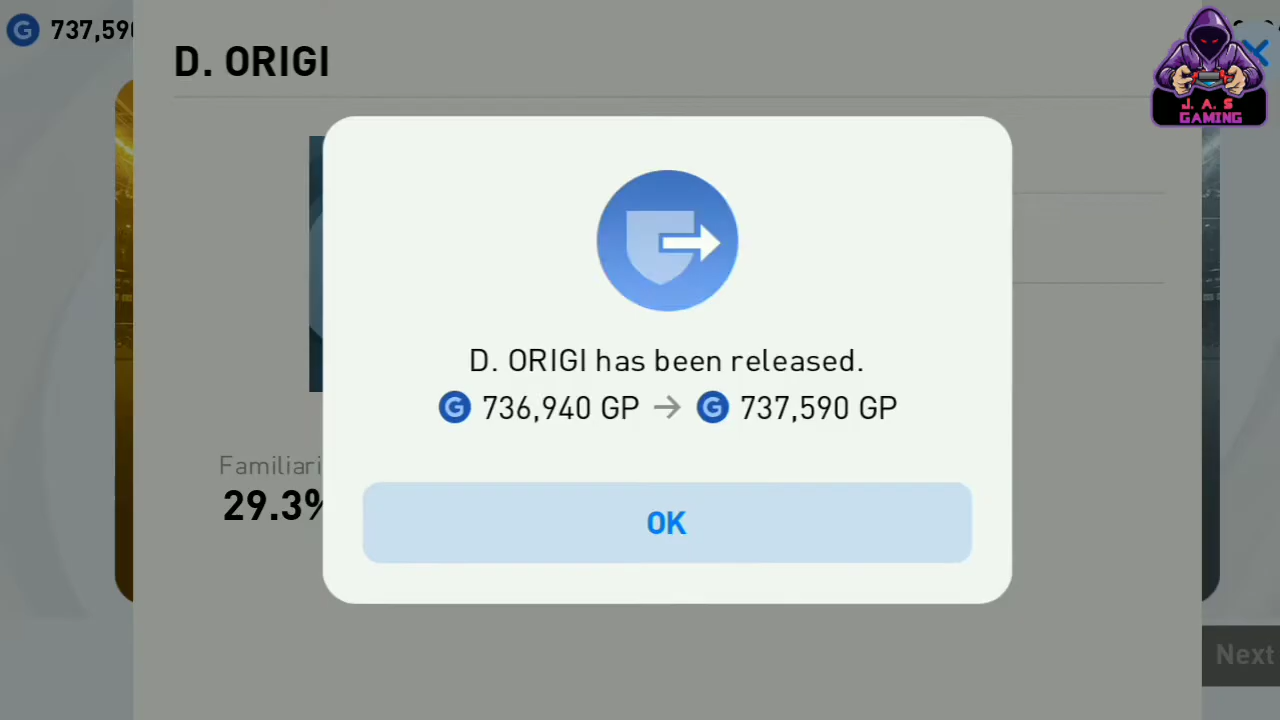 G 737,590
D. ORIGI
J. A. S
GAMING
D. ORIGI has been released.
G 736,940 GP → G 737,590 GP
Familiari
29.3%
OK
Next